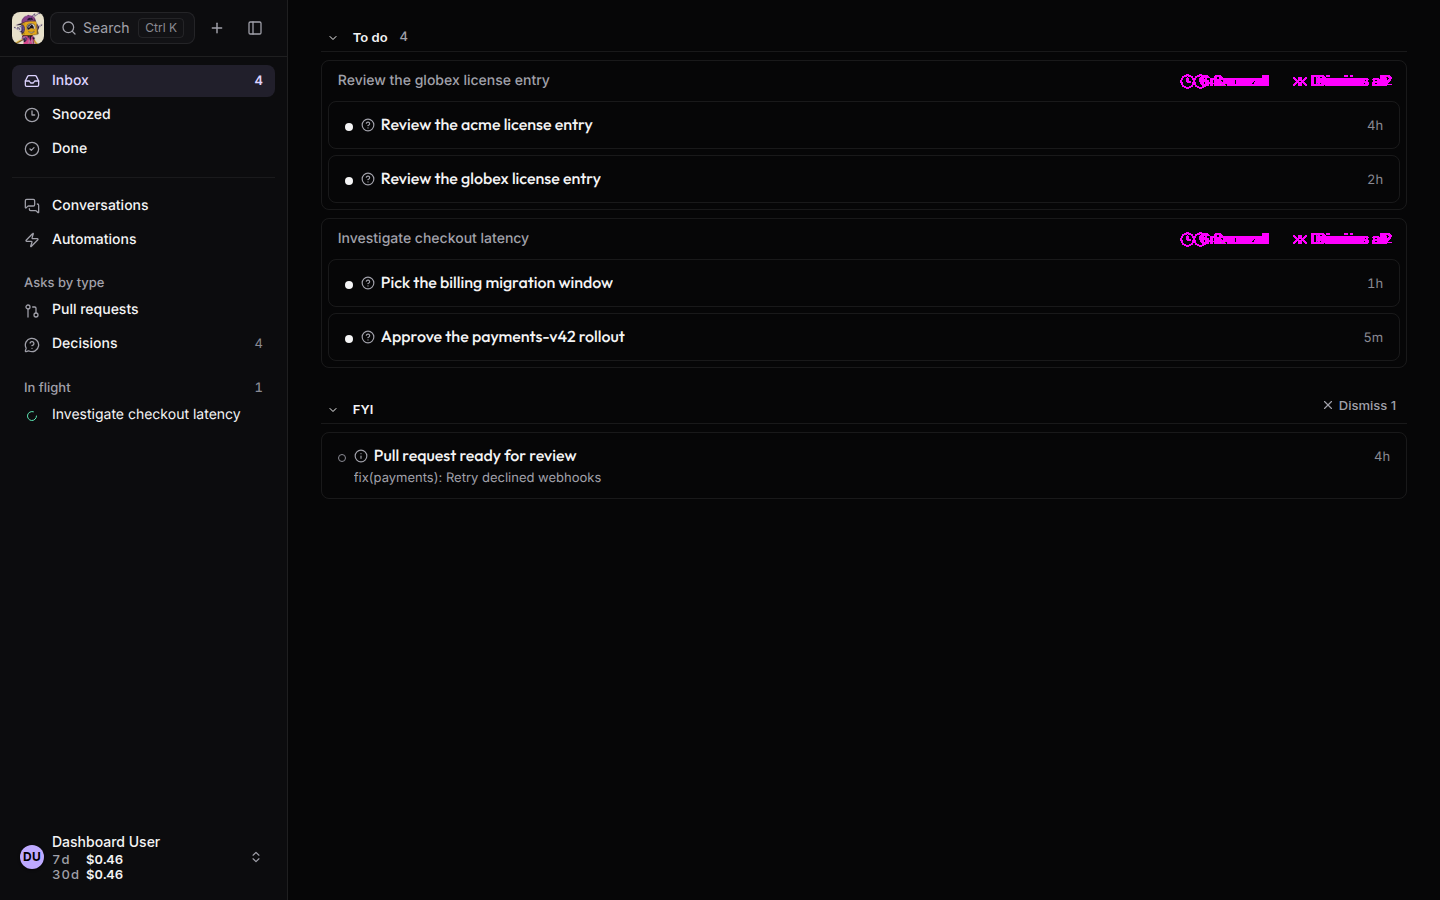 Search Ctrl K
Inbox 4
Snoozed
Done
Conversations
Automations
Asks by type
Pull requests
Decisions 4
In flight 1
Investigate checkout latency
DU Dashboard User
7d $0.46
30d $0.46
To do 4
Review the globex license entry
Review the acme license entry 4h
Review the globex license entry 2h
Investigate checkout latency
Pick the billing migration window 1h
Approve the payments-v42 rollout 5m
FYI Dismiss 1
Pull request ready for review 4h
fix(payments): Retry declined webhooks